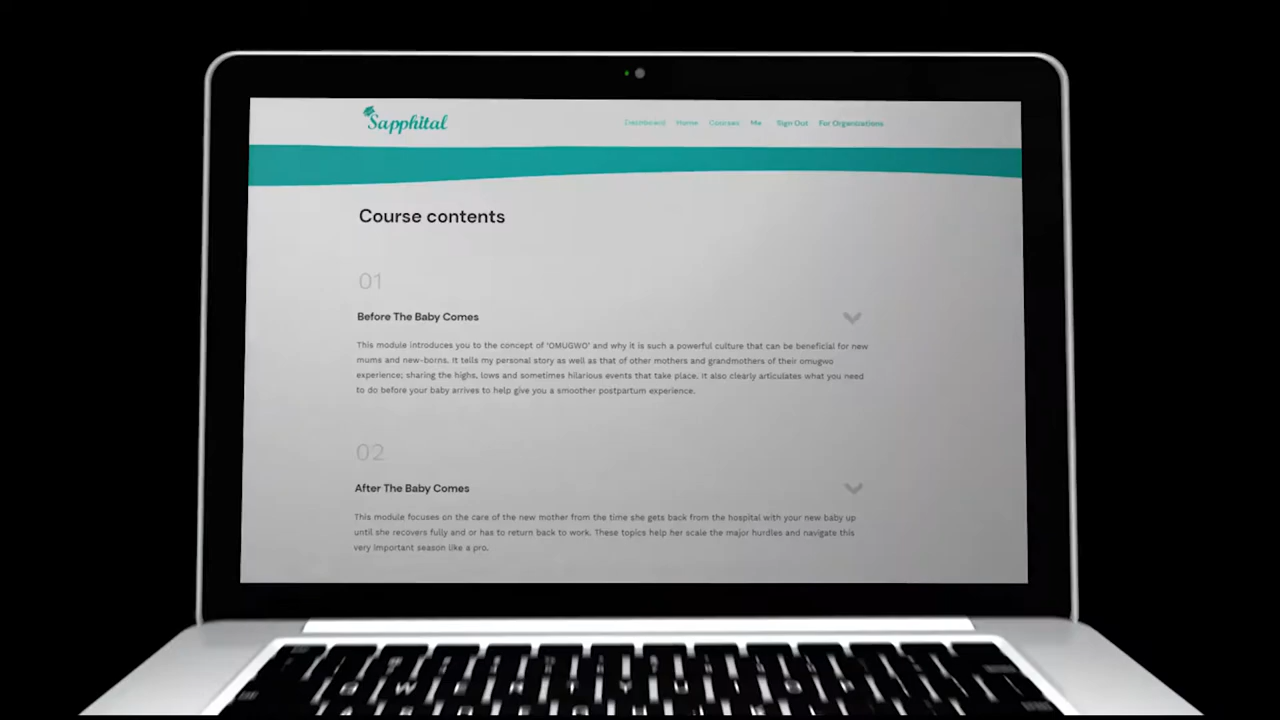 Sapphital
Dashboard Home Courses Me Sign Out For Organizations
Course contents
01
Before The Baby Comes
This module introduces you to the concept of 'OMUGWO' and why it is such a powerful culture that can be beneficial for new
mums and new-borns. It tells my personal story as well as that of other mothers and grandmothers of their omugwo
experience; sharing the highs, lows and sometimes hilarious events that take place. It also clearly articulates what you need
to do before your baby arrives to help give you a smoother postpartum experience.
02
After The Baby Comes
This module focuses on the care of the new mother from the time she gets back from the hospital with your new baby up
until she recovers fully and or has to return back to work. These topics help her scale the major hurdles and navigate this
very important season like a pro.